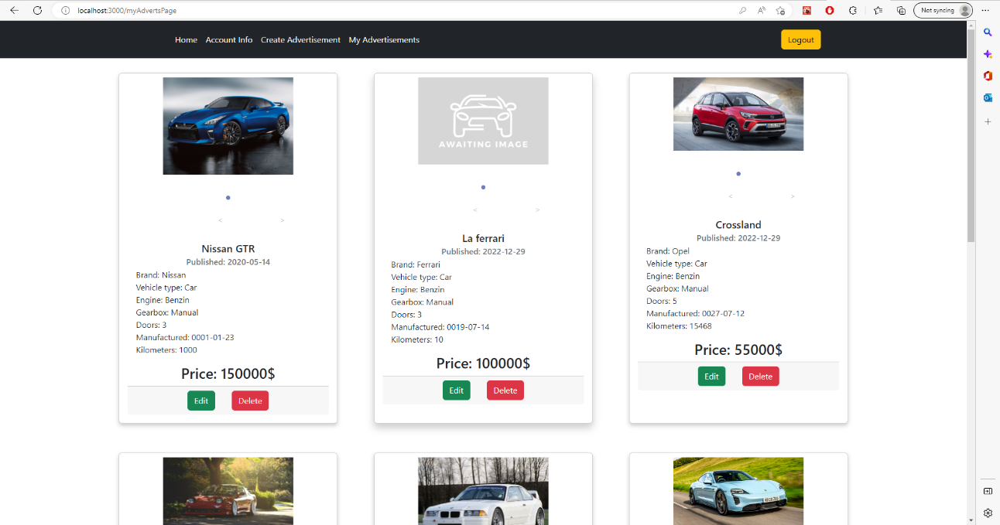 localhost:3000/myAdvertsPage
Not syncing
Home Account Info Create Advertisement My Advertisements Logout
Nissan GTR
Published: 2020-05-14
Brand: Nissan
Vehicle type: Car
Engine: Benzin
Gearbox: Manual
Doors: 3
Manufactured: 0001-01-23
Kilometers: 1000
Price: 150000$
Edit Delete
AWAITING IMAGE
< >
La ferrari
Published: 2022-12-29
Brand: Ferrari
Vehicle type: Car
Engine: Benzin
Gearbox: Manual
Doors: 3
Manufactured: 0019-07-14
Kilometers: 10
Price: 100000$
Edit Delete
< >
Crossland
Published: 2022-12-29
Brand: Opel
Vehicle type: Car
Engine: Benzin
Gearbox: Manual
Doors: 5
Manufactured: 0027-07-12
Kilometers: 15468
Price: 55000$
Edit Delete